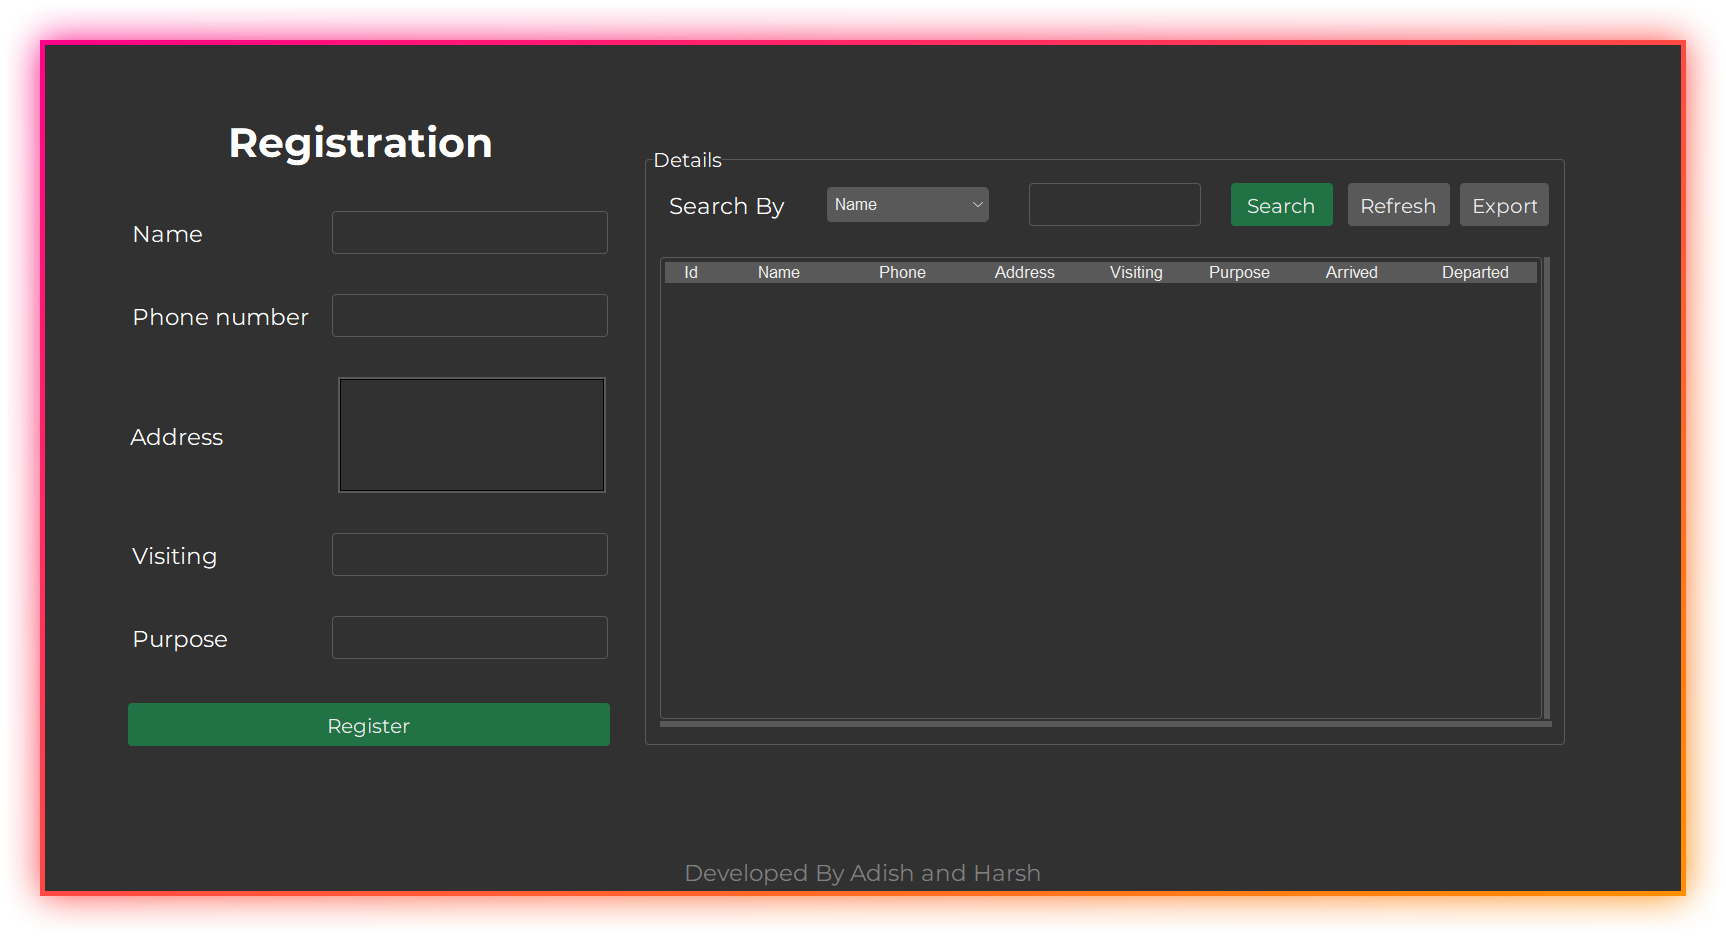 Registration
Name
Phone number
Address
Visiting
Purpose
Register
Details
Search By Name Search Refresh Export
Id Name Phone Address Visiting Purpose Arrived Departed
Developed By Adish and Harsh